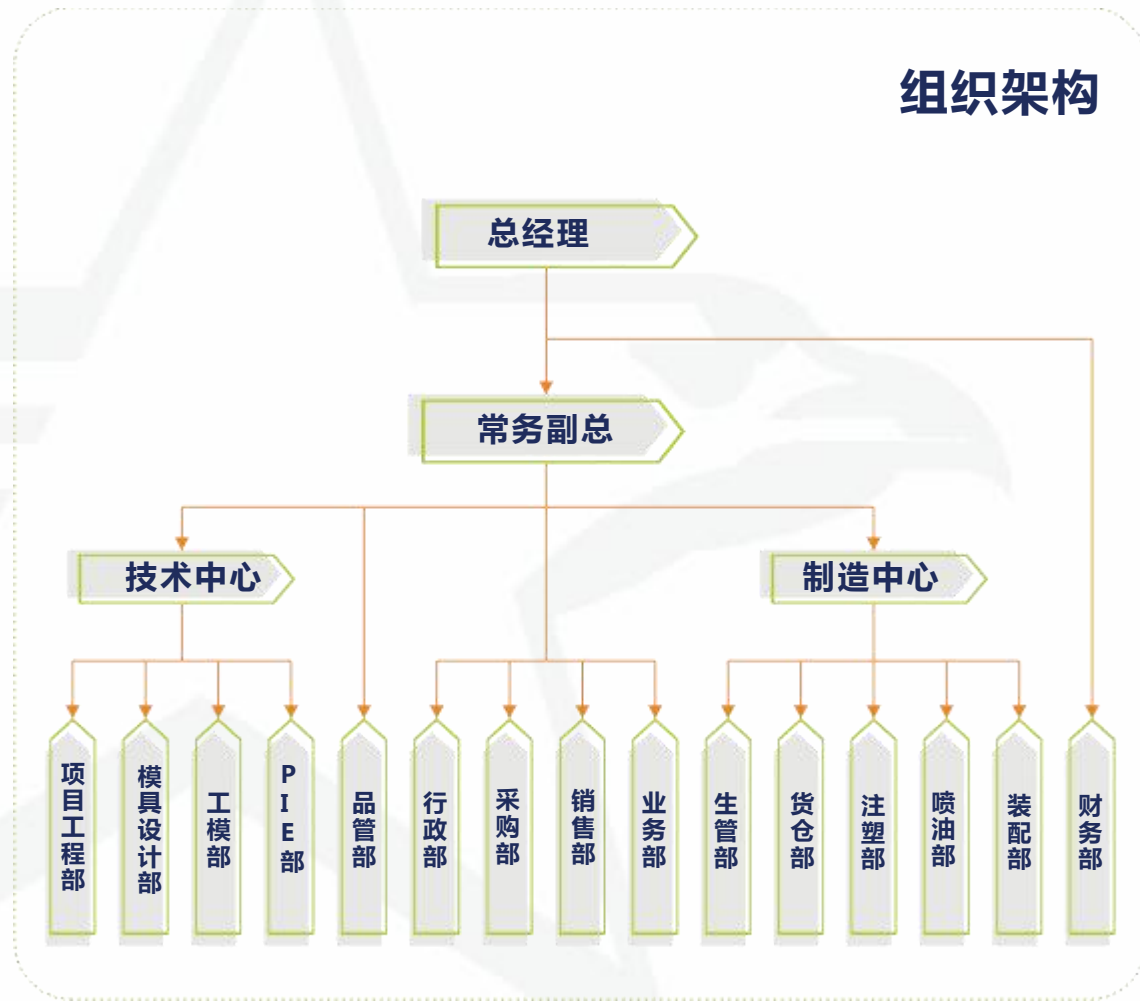 组织架构
总经理
常务副总
技术中心
制造中心
项目工程部
模具设计部
工模部
PIE部
品管部
行政部
采购部
销售部
业务部
生管部
货仓部
注塑部
喷油部
装配部
财务部